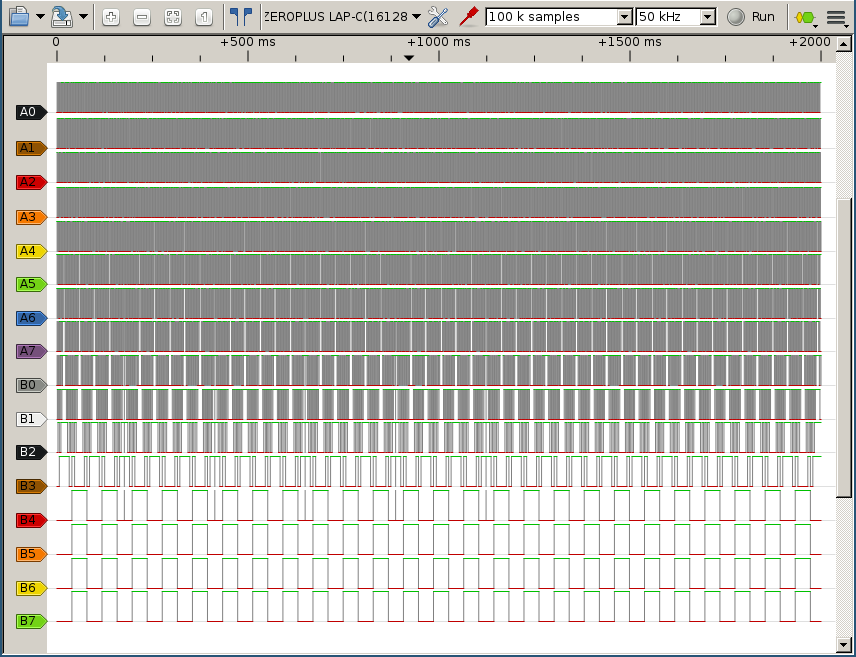 ZEROPLUS LAP-C(16128 100 k samples 50 kHz Run
0 +500 ms +1000 ms +1500 ms +2000
A0
A1
A2
A3
A4
A5
A6
A7
B0
B1
B2
B3
B4
B5
B6
B7